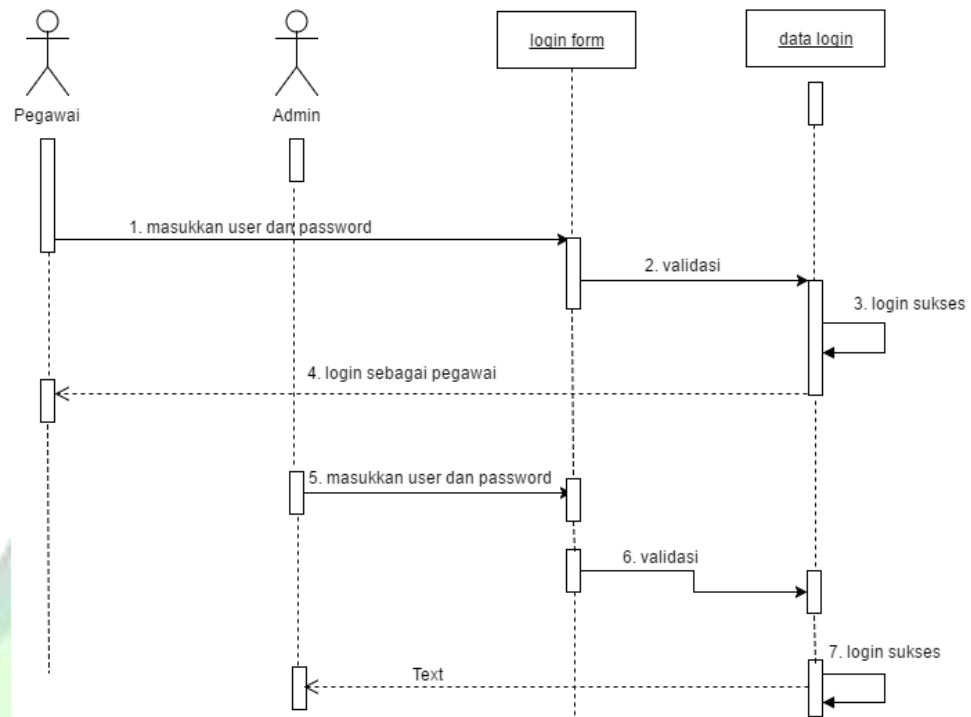 login form
data login
Pegawai
Admin
1. masukkan user dan password
2. validasi
3. login sukses
4. login sebagai pegawai
5. masukkan user dan password
6. validasi
7. login sukses
Text